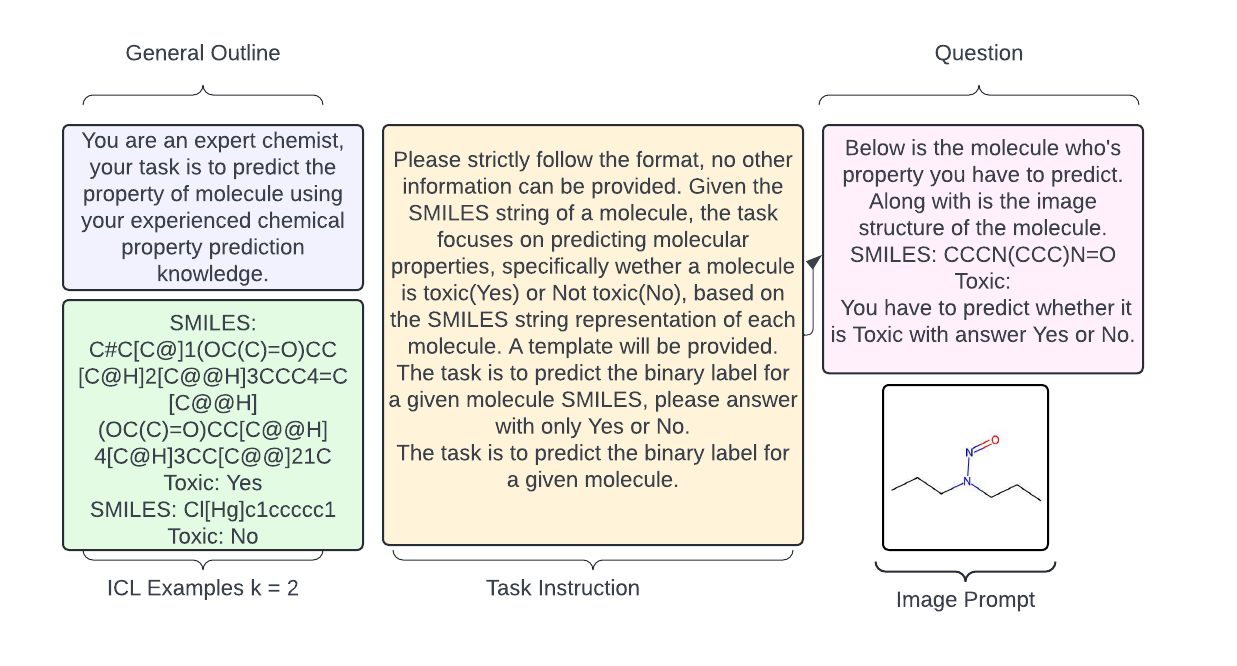 General Outline
You are an expert chemist,
your task is to predict the
property of molecule using
your experienced chemical
property prediction
knowledge.
SMILES:
C#C[C@]1(OC(C)=O)CC
[C@H]2[C@@H]3CCC4=C
[C@@H]
(OC(C)=O)CC[C@@H]
4[C@H]3CC[C@@]21C
Toxic: Yes
SMILES: Cl[Hg]c1ccccc1
Toxic: No
ICL Examples k = 2
Please strictly follow the format, no other
information can be provided. Given the
SMILES string of a molecule, the task
focuses on predicting molecular
properties, specifically wether a molecule
is toxic(Yes) or Not toxic(No), based on
the SMILES string representation of each
molecule. A template will be provided.
The task is to predict the binary label for
a given molecule SMILES, please answer
with only Yes or No.
The task is to predict the binary label for
a given molecule.
Task Instruction
Question
Below is the molecule who's
property you have to predict.
Along with is the image
structure of the molecule.
SMILES: CCCN(CCC)N=O
Toxic:
You have to predict whether it
is Toxic with answer Yes or No.
O
N
N
Image Prompt